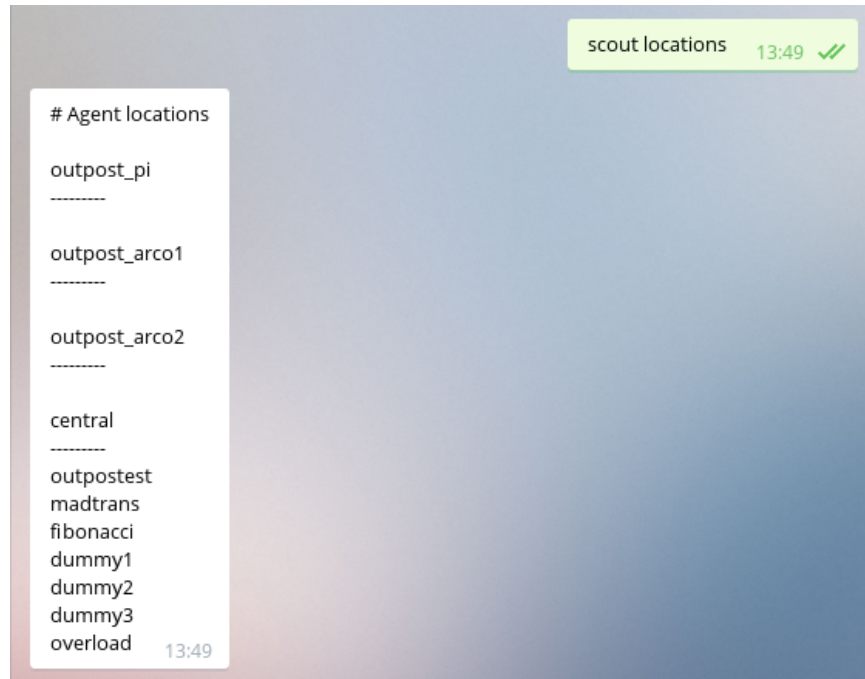 scout locations
13:49
# Agent locations
outpost_pi
---------
outpost_arco1
---------
outpost_arco2
---------
central
---------
outpostest
madtrans
fibonacci
dummy1
dummy2
dummy3
overload
13:49